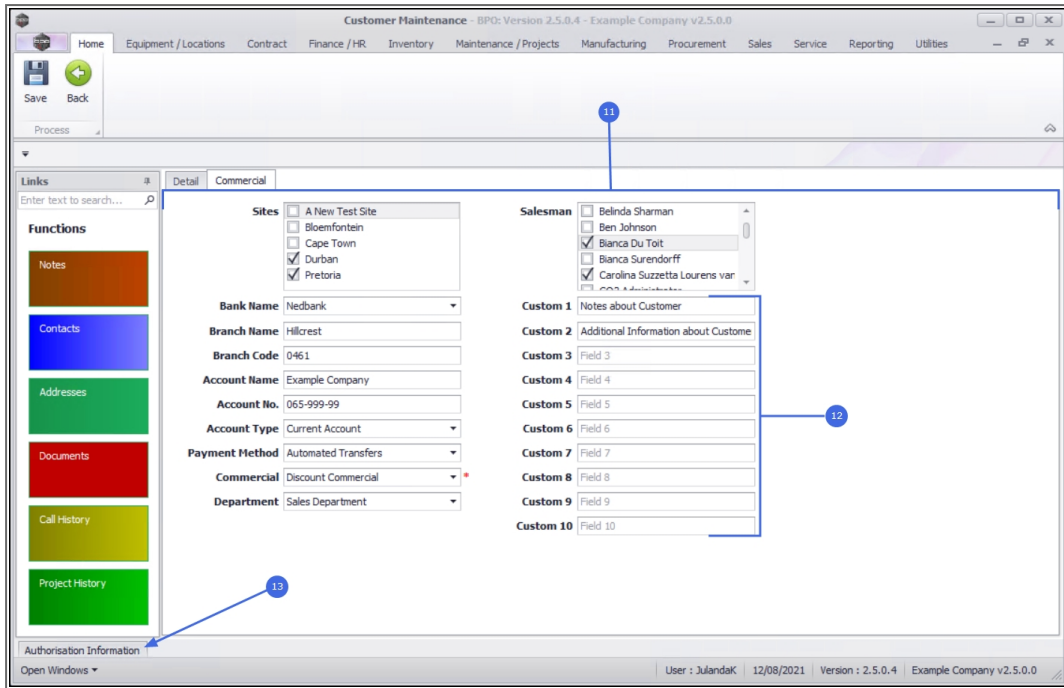 Customer Maintenance - BPO: Version 2.5.0.4 - Example Company v2.5.0.0
Home Equipment / Locations Contract Finance / HR Inventory Maintenance / Projects Manufacturing Procurement Sales Service Reporting Utilities
Save Back
Process
11
Links
Detail Commercial
Enter text to search...
Functions
Notes
Contacts
Addresses
Documents
Call History
Project History
Sites A New Test Site
Bloemfontein
Cape Town
Durban
Pretoria
Bank Name Nedbank
Branch Name Hillcrest
Branch Code 0461
Account Name Example Company
Account No. 065-999-99
Account Type Current Account
Payment Method Automated Transfers
Commercial Discount Commercial *
Department Sales Department
Salesman Belinda Sharman
Ben Johnson
Bianca Du Toit
Bianca Surendorff
Carolina Suzzetta Lourens var
Custom 1 Notes about Customer
Custom 2 Additional Information about Custome
Custom 3 Field 3
Custom 4 Field 4
Custom 5 Field 5
Custom 6 Field 6
Custom 7 Field 7
Custom 8 Field 8
Custom 9 Field 9
Custom 10 Field 10
12
13
Authorisation Information
Open Windows User : JulandaK 12/08/2021 Version : 2.5.0.4 Example Company v2.5.0.0